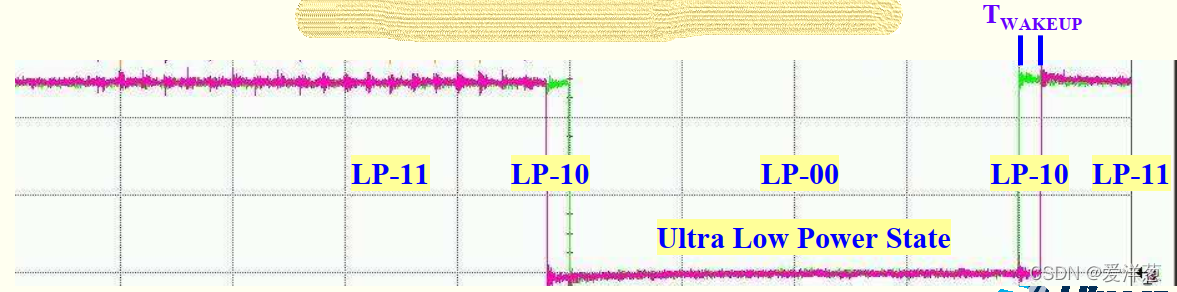 TWAKEUP
LP-11 LP-10 LP-00 LP-10 LP-11
Ultra Low Power State
CSDN @爱洋葱